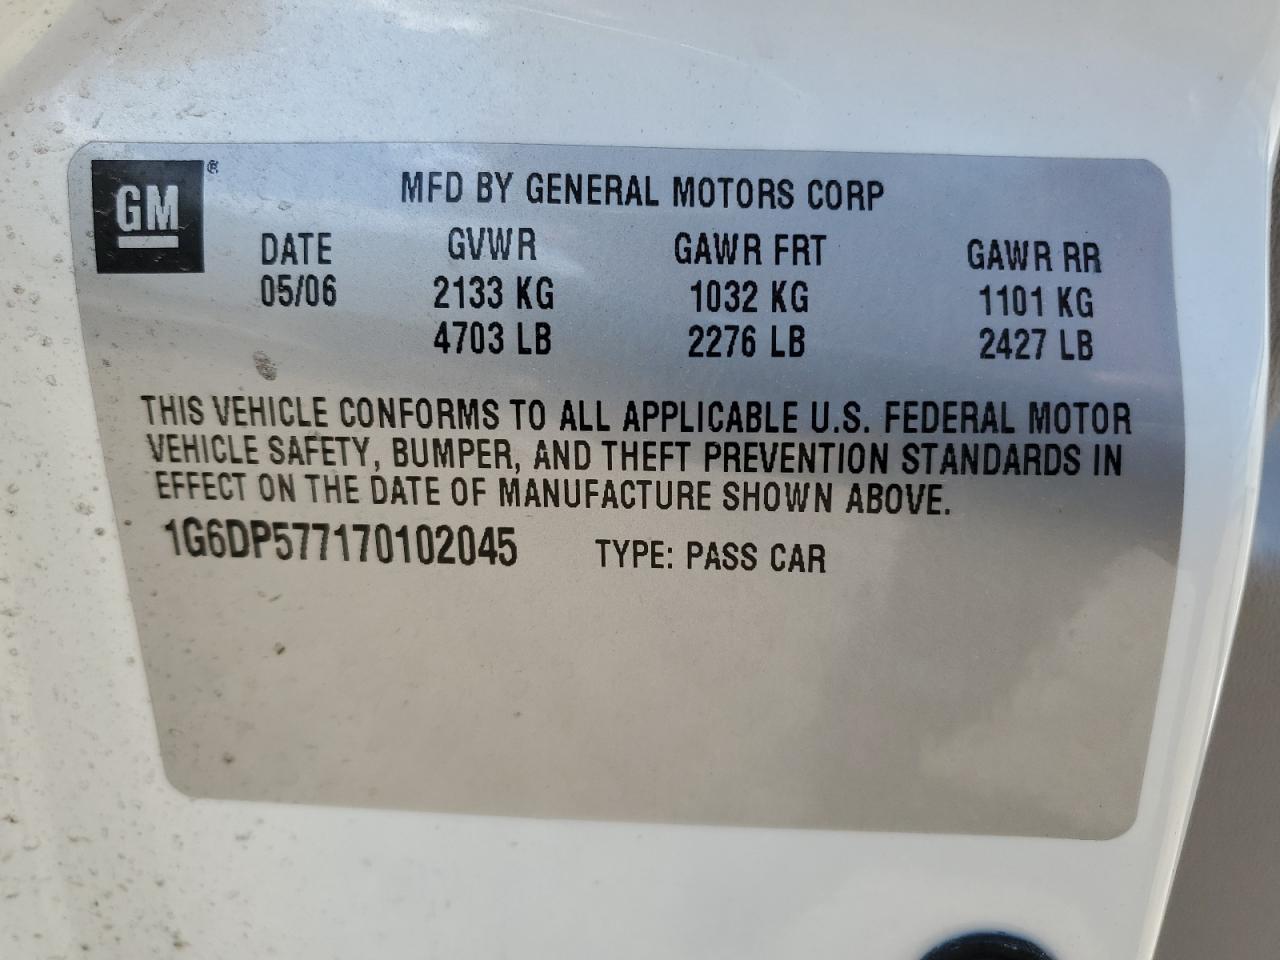 GM ®
MFD BY GENERAL MOTORS CORP
DATE GVWR GAWR FRT GAWR RR
05/06 2133 KG 1032 KG 1101 KG
4703 LB 2276 LB 2427 LB
THIS VEHICLE CONFORMS TO ALL APPLICABLE U.S. FEDERAL MOTOR
VEHICLE SAFETY, BUMPER, AND THEFT PREVENTION STANDARDS IN
EFFECT ON THE DATE OF MANUFACTURE SHOWN ABOVE.
1G6DP577170102045 TYPE: PASS CAR